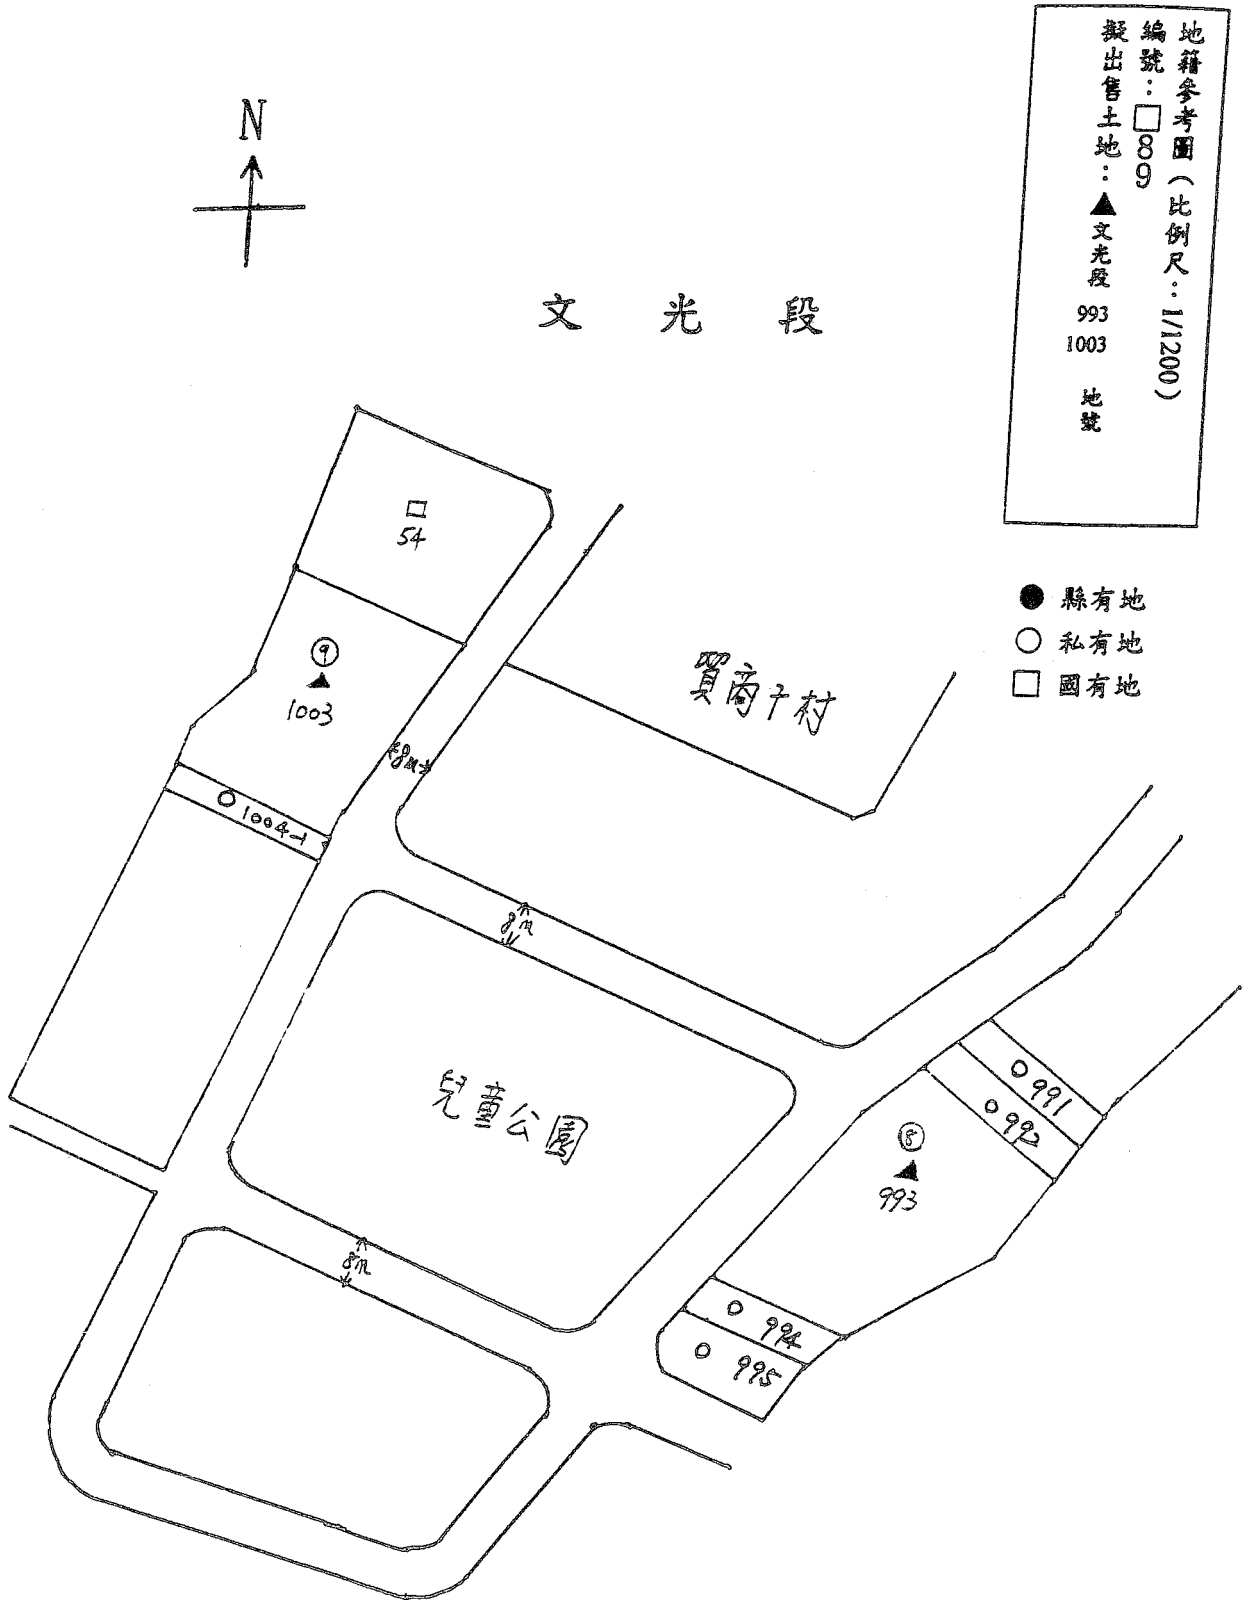 地籍參考圖（比例尺：1/1200）
編號：□89
擬出售土地：▲文光段 993 1003 地號
N
文光段
● 縣有地
○ 私有地
□ 國有地
□
54
⑨
▲
1003
8m
○ 1004-1
貿商十村
8m
兒童公園
○ 991
○ 992
⑧
▲
993
8m
○ 994
○ 995